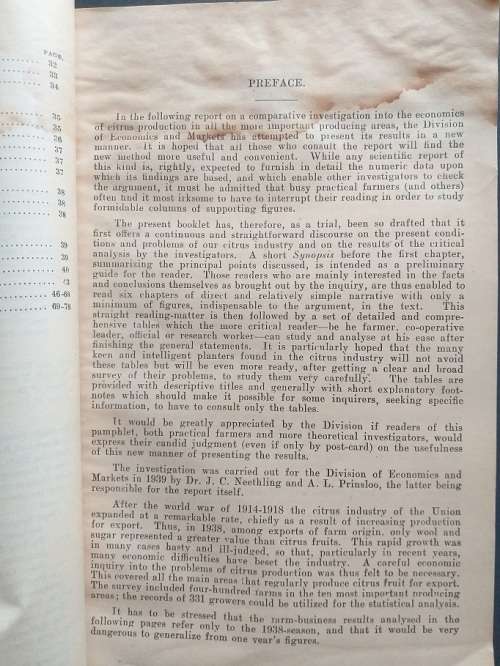 PAGE.
32
33
34
35
35
36
37
37
37
38
38
38
39
39
40
43
46-68
69-78
PREFACE.
In the following report on a comparative investigation into the economics
of citrus production in all the more important producing areas, the Division
of Economics and Markets has attempted to present its results in a new
manner. It is hoped that all those who consult the report will find the
new method more useful and convenient. While any scientific report of
this kind is, rightly, expected to furnish in detail the numeric data upon
which its findings are based, and which enable other investigators to check
the argument, it must be admitted that busy practical farmers (and others)
often find it most irksome to have to interrupt their reading in order to study
formidable columns of supporting figures.
The present booklet has, therefore, as a trial, been so drafted that it
first offers a continuous and straightforward discourse on the present condi-
tions and problems of our citrus industry and on the results of the critical
analysis by the investigators. A short Synopsis before the first chapter,
summarizing the principal points discussed, is intended as a preliminary
guide for the reader. Those readers who are mainly interested in the facts
and conclusions themselves as brought out by the inquiry, are thus enabled to
read six chapters of direct and relatively simple narrative with only a
minimum of figures, indispensable to the argument, in the text. This
straight reading-matter is then followed by a set of detailed and compre-
hensive tables which the more critical reader—be he farmer, co-operative
leader, official or research worker—can study and analyse at his ease after
finishing the general statements. It is particularly hoped that the many
keen and intelligent planters found in the citrus industry will not avoid
these tables but will be even more ready, after getting a clear and broad
survey of their problems, to study them very carefully. The tables are
provided with descriptive titles and generally with short explanatory foot-
notes which should make it possible for some inquirers, seeking specific
information, to have to consult only the tables.
It would be greatly appreciated by the Division if readers of this
pamphlet, both practical farmers and more theoretical investigators, would
express their candid judgment (even if only by post-card) on the usefulness
of this new manner of presenting the results.
The investigation was carried out for the Division of Economics and
Markets in 1939 by Dr. J. C. Neethling and A. L. Prinsloo, the latter being
responsible for the report itself.
After the world war of 1914-1918 the citrus industry of the Union
expanded at a remarkable rate, chiefly as a result of increasing production
for export. Thus, in 1938, among exports of farm origin, only wool and
sugar represented a greater value than citrus fruits. This rapid growth was
in many cases hasty and ill-judged, so that, particularly in recent years,
many economic difficulties have beset the industry. A careful economic
inquiry into the problems of citrus production was thus felt to be necessary.
This covered all the main areas that regularly produce citrus fruit for export.
The survey included four-hundred farms in the ten most important producing
areas; the records of 331 growers could be utilized for the statistical analysis.
It has to be stressed that the farm-business results analysed in the
following pages refer only to the 1938-season, and that it would be very
dangerous to generalize from one year's figures.